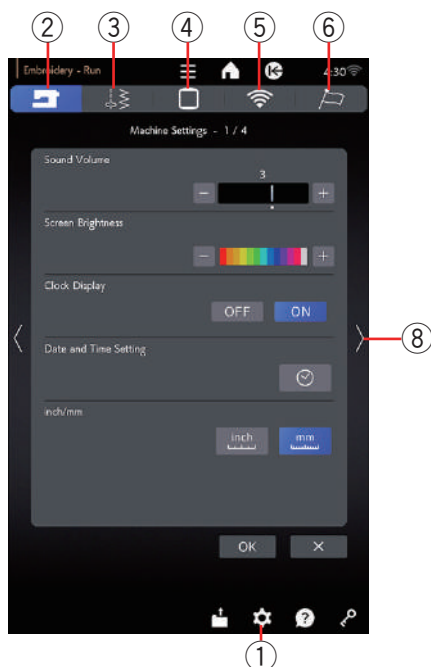 ② ③ ④ ⑤ ⑥
Embroidery - Run 4:30
Machine Settings - 1 / 4
Sound Volume
3
− +
Screen Brightness
− +
Clock Display
OFF ON
⑧
Date and Time Setting
inch/mm
inch mm
OK ×
①